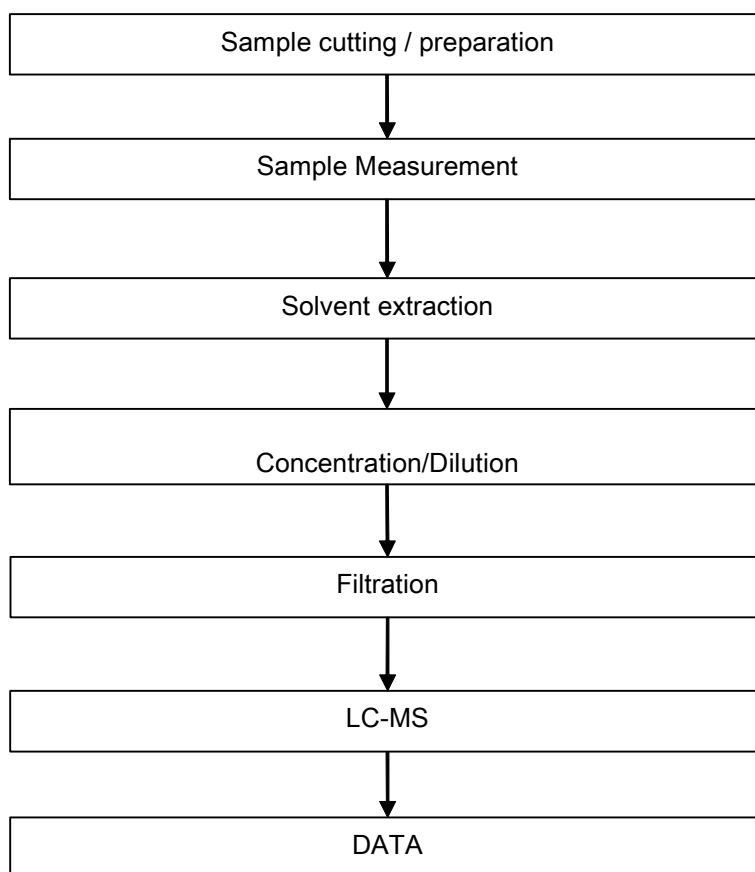 Sample cutting / preparation
Sample Measurement
Solvent extraction
Concentration/Dilution
Filtration
LC-MS
DATA